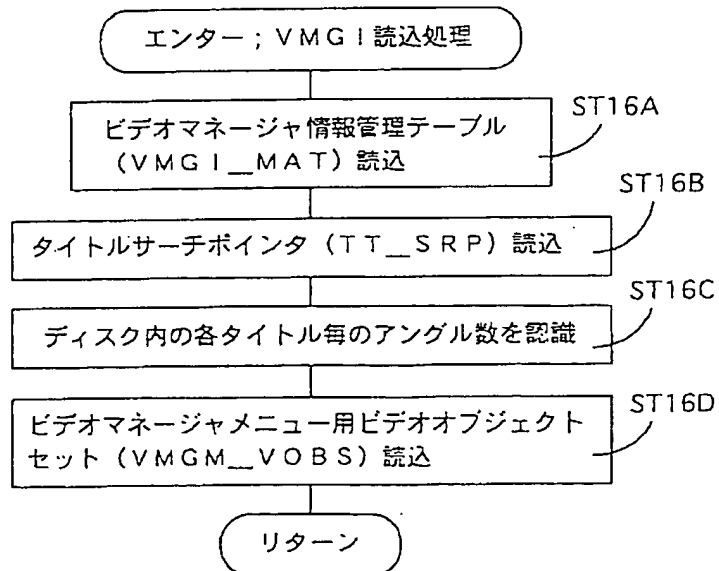 エンター；ＶＭＧＩ読込処理
ビデオマネージャ情報管理テーブル
（ＶＭＧＩ＿ＭＡＴ）読込
ST16A
タイトルサーチポインタ（ＴＴ＿ＳＲＰ）読込
ST16B
ディスク内の各タイトル毎のアングル数を認識
ST16C
ビデオマネージャメニュー用ビデオオブジェクト
セット（ＶＭＧＭ＿ＶＯＢＳ）読込
ST16D
リターン